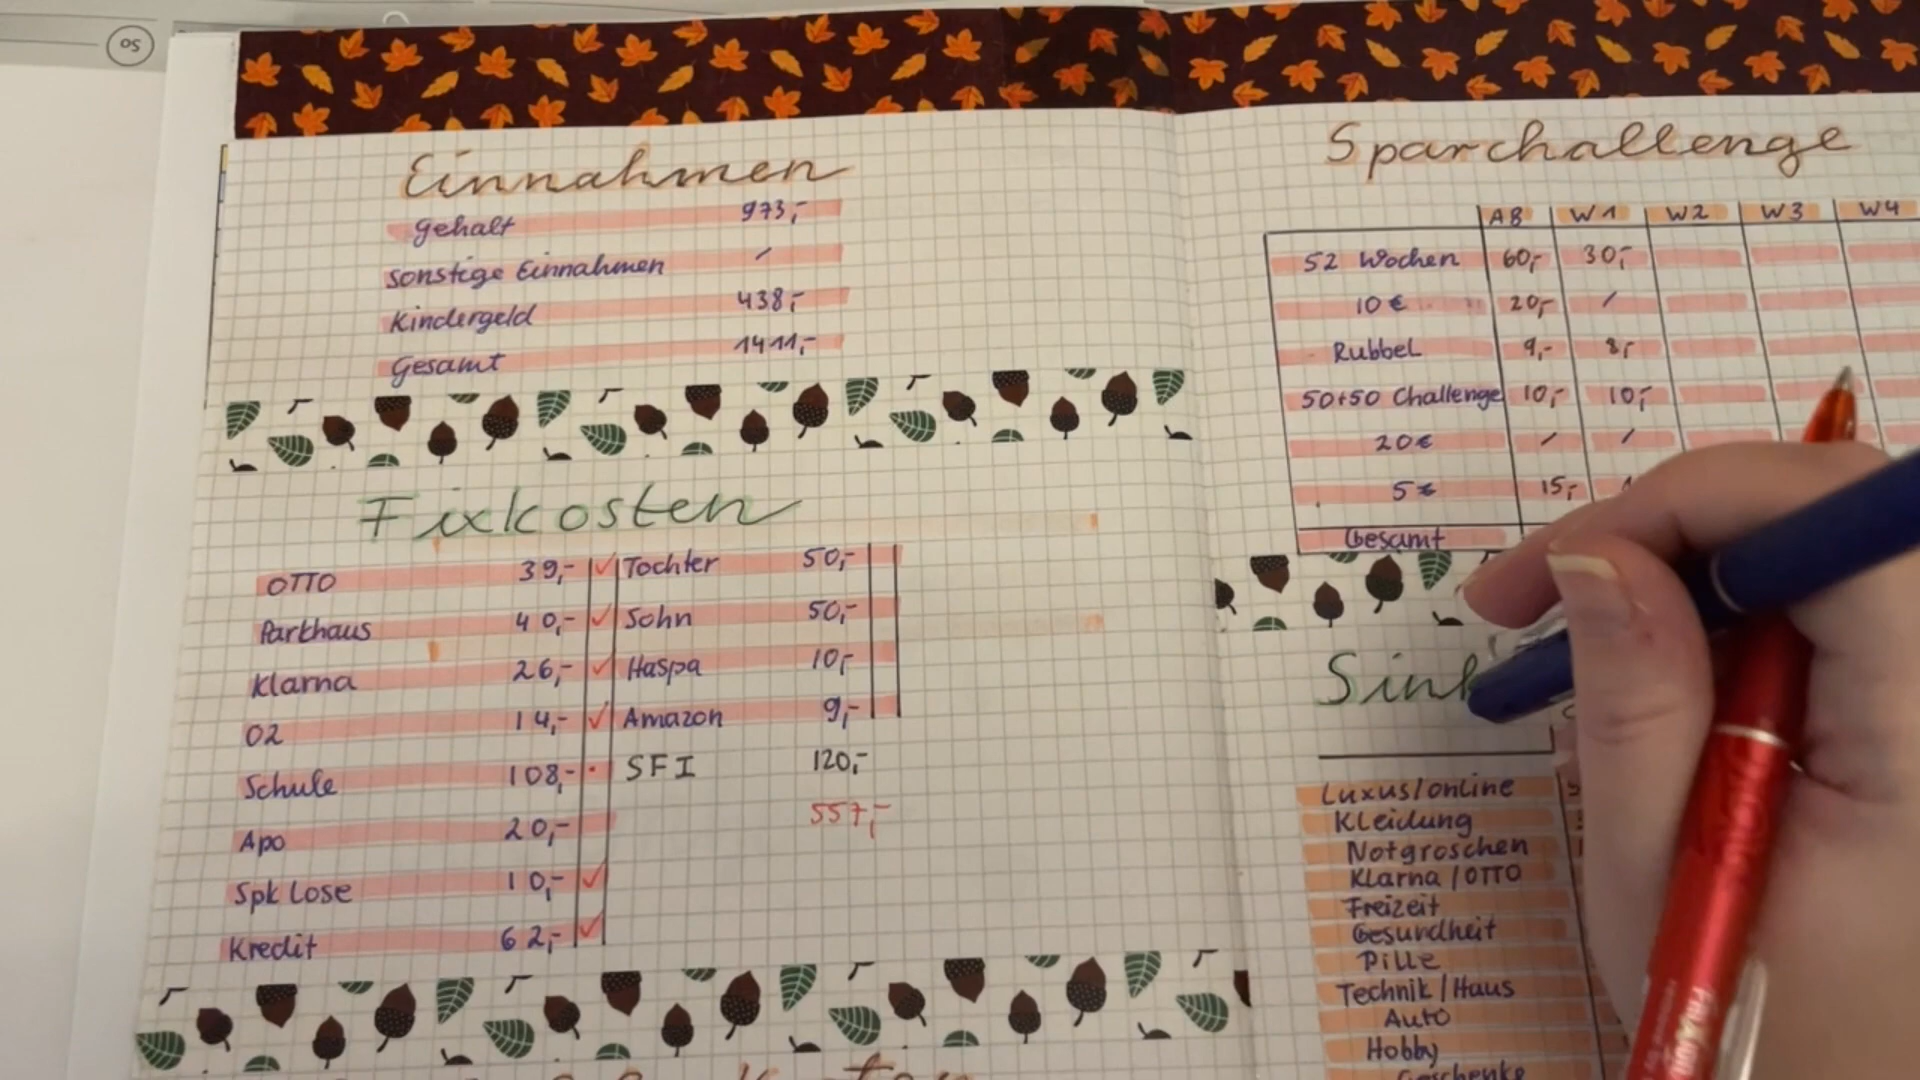 Einnahmen
Gehalt 973,-
sonstige Einnahmen /
Kindergeld 438,-
Gesamt 1411,-
Fixkosten
OTTO 39,- ✓ Tochter 50,-
Parkhaus 40,- ✓ Sohn 50,-
Klarna 26,- ✓ Haspa 10,-
O2 14,- ✓ Amazon 9,-
Schule 108,- · SFI 120,-
Apo 20,- 557,-
Spk Lose 10,- ✓
Kredit 62,- ✓
Sparchallenge
AB W1 W2 W3 W4
52 Wochen 60,- 30,-
10€ 20,- /
Rubbel 9,- 8,-
50+50 Challenge 10,- 10,-
20€ / /
5€ 15,-
Gesamt
Luxus/online
Kleidung
Notgroschen
Klarna/OTTO
Freizeit
Gesundheit
Pille
Technik/Haus
Auto
Hobby
Geschenke